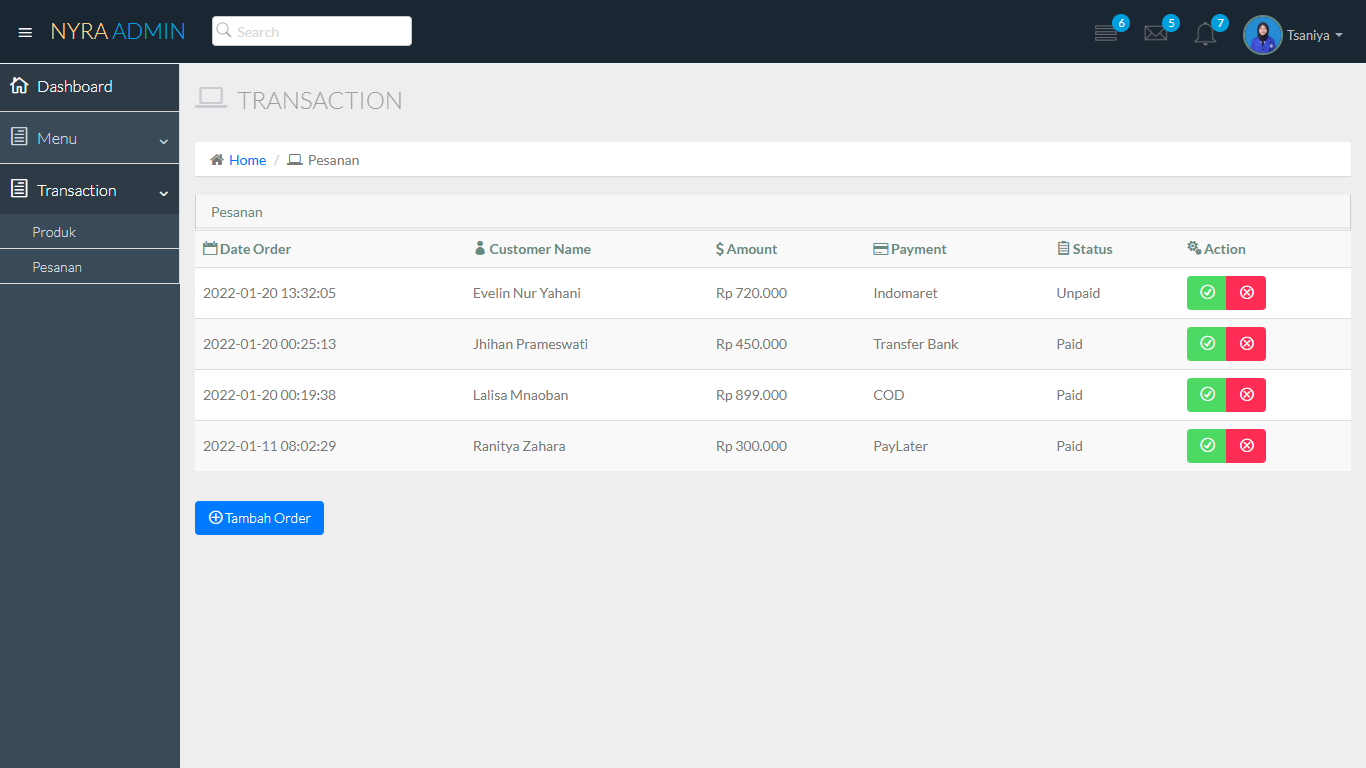 NYRA ADMIN
Search
6
5
7
Tsaniya
Dashboard
Menu
Transaction
Produk
Pesanan
TRANSACTION
Home / Pesanan
Pesanan
Date Order Customer Name Amount Payment Status Action
2022-01-20 13:32:05 Evelin Nur Yahani Rp 720.000 Indomaret Unpaid
2022-01-20 00:25:13 Jhihan Prameswati Rp 450.000 Transfer Bank Paid
2022-01-20 00:19:38 Lalisa Mnaoban Rp 899.000 COD Paid
2022-01-11 08:02:29 Ranitya Zahara Rp 300.000 PayLater Paid
Tambah Order